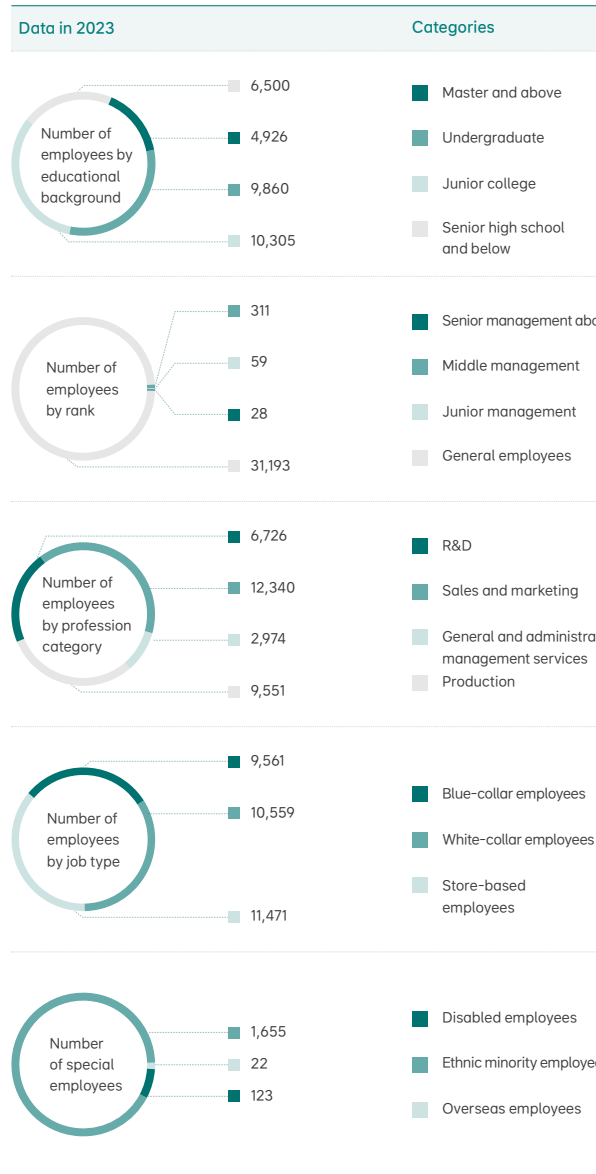 Data in 2023
Categories
Number of
employees by
educational
background
6,500
4,926
9,860
10,305
Master and above
Undergraduate
Junior college
Senior high school
and below
Number of
employees
by rank
311
59
28
31,193
Senior management abo
Middle management
Junior management
General employees
Number of
employees
by profession
category
6,726
12,340
2,974
9,551
R&D
Sales and marketing
General and administra
management services
Production
Number of
employees
by job type
9,561
10,559
11,471
Blue-collar employees
White-collar employees
Store-based
employees
Number
of special
employees
1,655
22
123
Disabled employees
Ethnic minority employee
Overseas employees